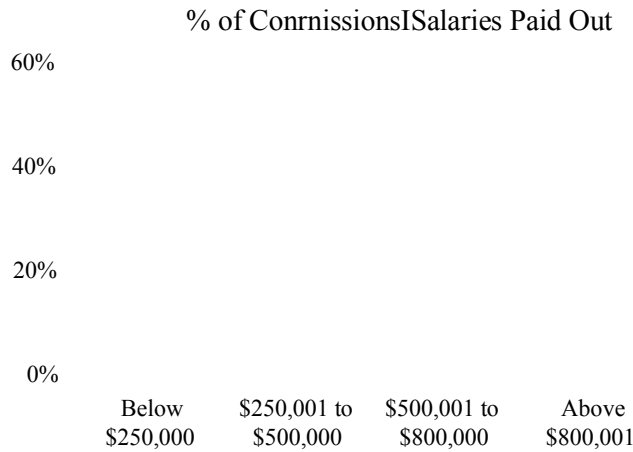 % of ConrnissionsISalaries Paid Out
60%
40%
20%
0%
Below $250,001 to $500,001 to Above
$250,000 $500,000 $800,000 $800,001